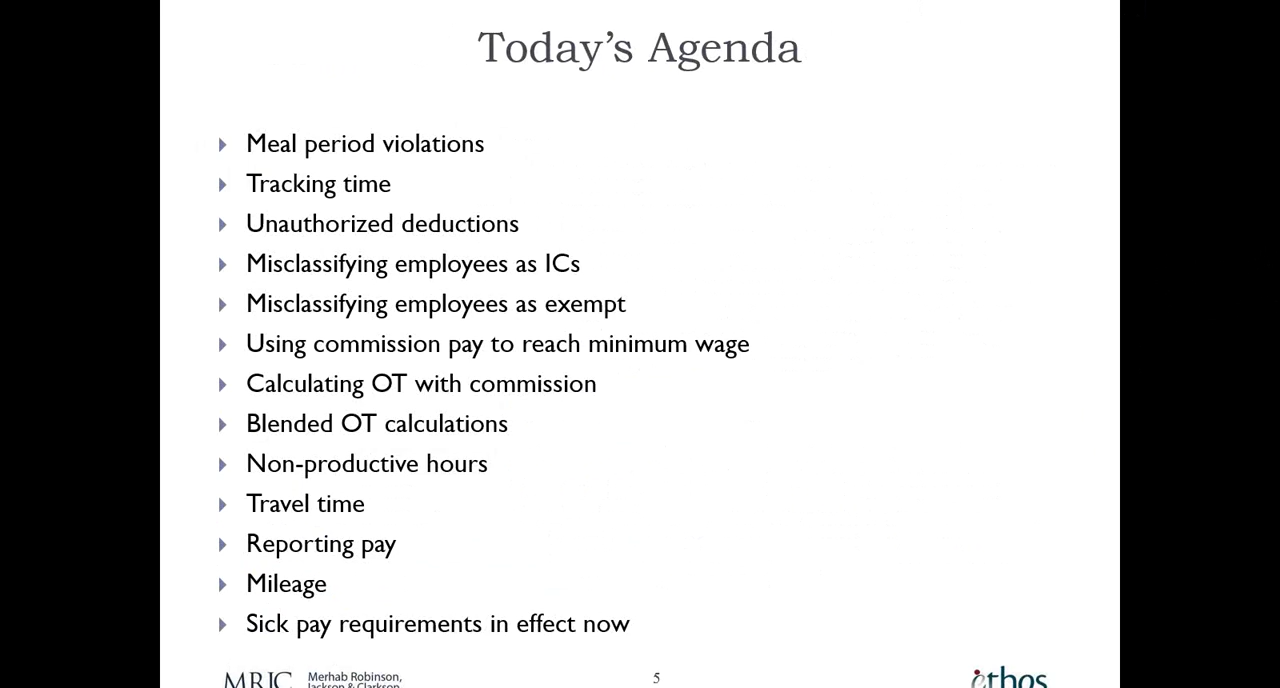 Today's Agenda
Meal period violations
Tracking time
Unauthorized deductions
Misclassifying employees as ICs
Misclassifying employees as exempt
Using commission pay to reach minimum wage
Calculating OT with commission
Blended OT calculations
Non-productive hours
Travel time
Reporting pay
Mileage
Sick pay requirements in effect now
MRJC Merhab Robinson,
Jackson & Clarkson
5
ethos